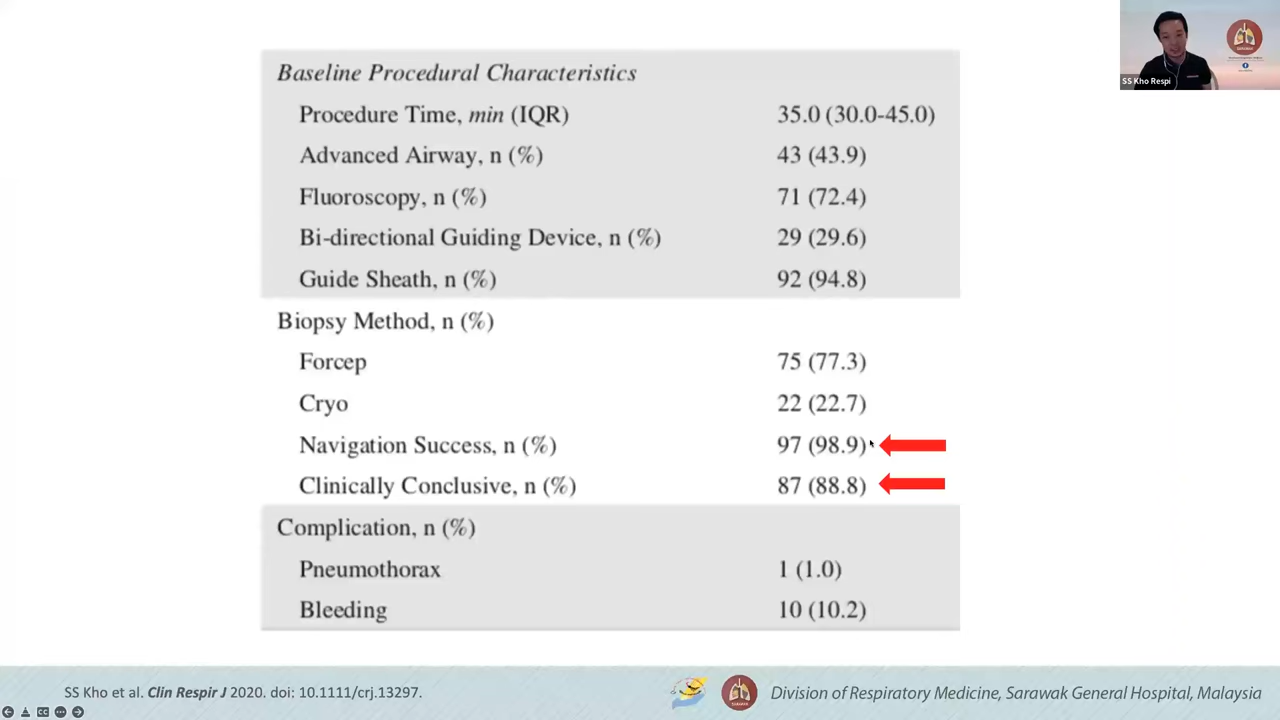 Baseline Procedural Characteristics
Procedure Time, min (IQR) 35.0 (30.0-45.0)
Advanced Airway, n (%) 43 (43.9)
Fluoroscopy, n (%) 71 (72.4)
Bi-directional Guiding Device, n (%) 29 (29.6)
Guide Sheath, n (%) 92 (94.8)
Biopsy Method, n (%)
Forcep 75 (77.3)
Cryo 22 (22.7)
Navigation Success, n (%) 97 (98.9)
Clinically Conclusive, n (%) 87 (88.8)
Complication, n (%)
Pneumothorax 1 (1.0)
Bleeding 10 (10.2)
SS Kho Respi
SS Kho et al. Clin Respir J 2020. doi: 10.1111/crj.13297.
Division of Respiratory Medicine, Sarawak General Hospital, Malaysia